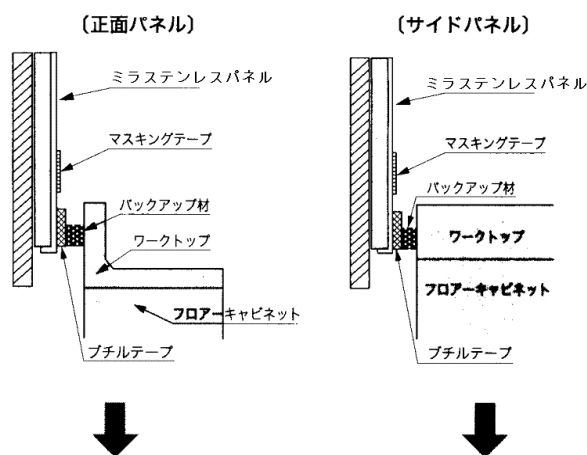 〔正面パネル〕
ミラステンレスパネル
マスキングテープ
バックアップ材
ワークトップ
フロアーキャビネット
ブチルテープ
〔サイドパネル〕
ミラステンレスパネル
マスキングテープ
バックアップ材
ワークトップ
フロアーキャビネット
ブチルテープ